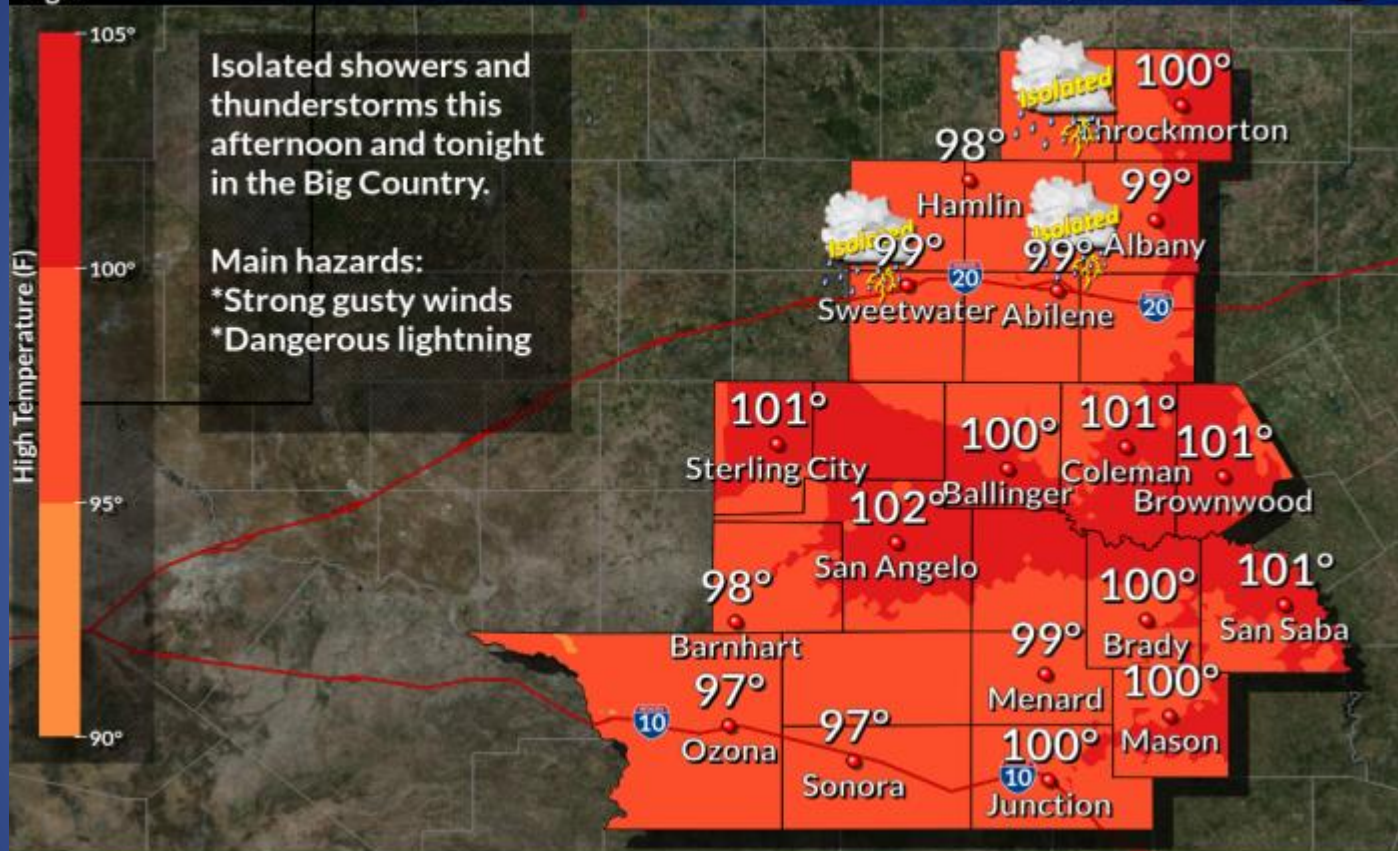 105°
100°
High Temperature (F)
95°
90°
Isolated showers and
thunderstorms this
afternoon and tonight
in the Big Country.
Main hazards:
*Strong gusty winds
*Dangerous lightning
Isolated
100°
Throckmorton
98°
Hamlin
Isolated
99°
Albany
Isolated
99°
Sweetwater
20
99°
Abilene
20
101°
Sterling City
100°
Ballinger
101°
Coleman
101°
Brownwood
102°
San Angelo
98°
Barnhart
100°
Brady
101°
San Saba
99°
Menard
100°
Mason
97°
Ozona
10
97°
Sonora
100°
10
Junction